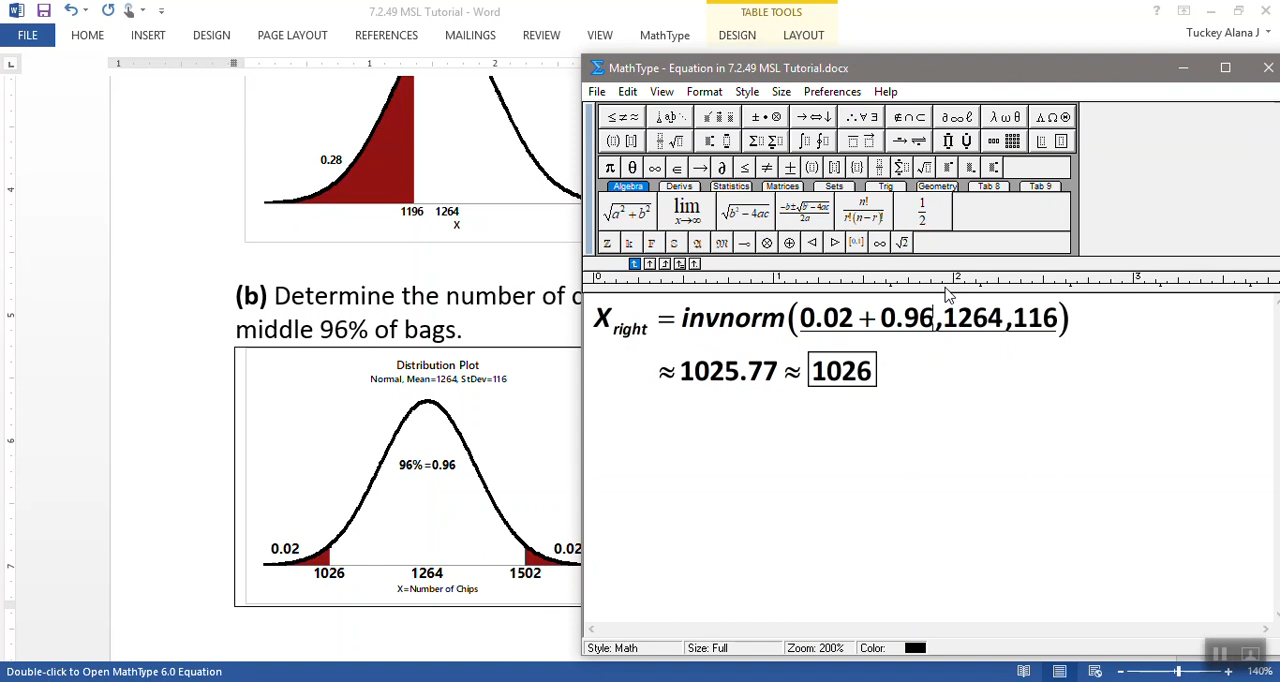 7.2.49 MSL Tutorial - Word
TABLE TOOLS
FILE HOME INSERT DESIGN PAGE LAYOUT REFERENCES MAILINGS REVIEW VIEW MathType DESIGN LAYOUT
Tuckey Alana J
0.28
1196 1264
X
(b) Determine the number of
middle 96% of bags.
Distribution Plot
Normal, Mean=1264, StDev=116
96%=0.96
0.02 0.02
1026 1264 1502
X=Number of Chips
MathType - Equation in 7.2.49 MSL Tutorial.docx
File Edit View Format Style Size Preferences Help
Algebra Derivs Statistics Matrices Sets Trig Geometry Tab 8 Tab 9
0 1 2 3
X right = invnorm(0.02 + 0.96,1264,116)
≈ 1025.77 ≈ 1026
Style: Math Size: Full Zoom: 200% Color:
Double-click to Open MathType 6.0 Equation
140%